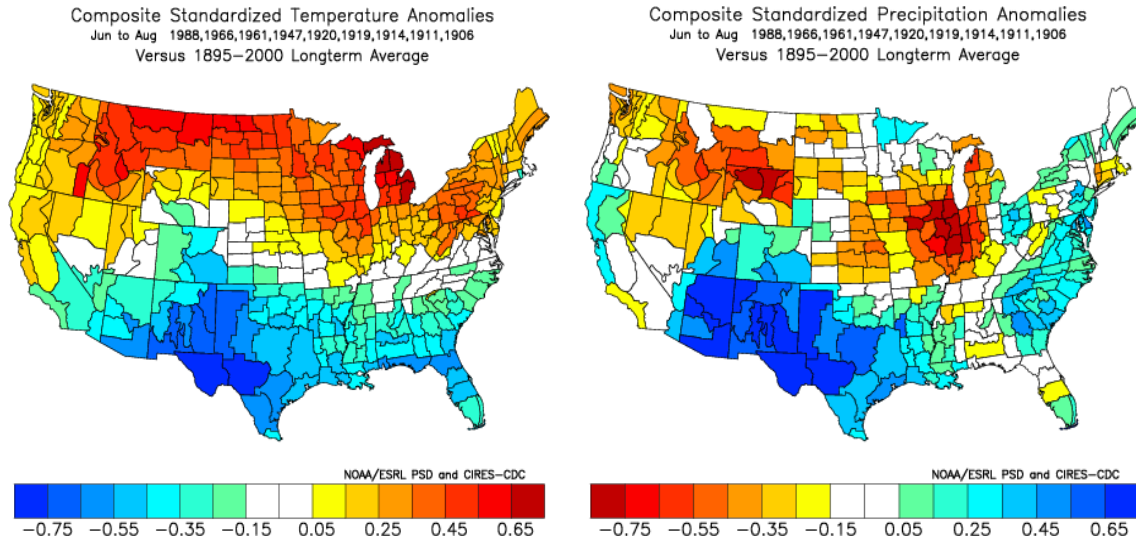 Composite Standardized Temperature Anomalies
Jun to Aug 1988,1966,1961,1947,1920,1919,1914,1911,1906
Versus 1895−2000 Longterm Average
NOAA/ESRL PSD and CIRES−CDC
−0.75 −0.55 −0.35 −0.15 0.05 0.25 0.45 0.65
Composite Standardized Precipitation Anomalies
Jun to Aug 1988,1966,1961,1947,1920,1919,1914,1911,1906
Versus 1895−2000 Longterm Average
NOAA/ESRL PSD and CIRES−CDC
−0.75 −0.55 −0.35 −0.15 0.05 0.25 0.45 0.65